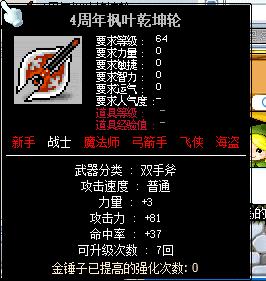 4周年枫叶乾坤轮
要求等级: 64
要求力量: 0
要求敏捷: 0
要求智力: 0
要求运气: 0
要求人气度: -
道具等级: -
道具经验值: -
新手 战士 魔法师 弓箭手 飞侠 海盗
武器分类: 双手斧
攻击速度: 普通
力量: +3
攻击力: +81
命中率: +37
可升级次数: 7回
金锤子已提高的强化次数: 0